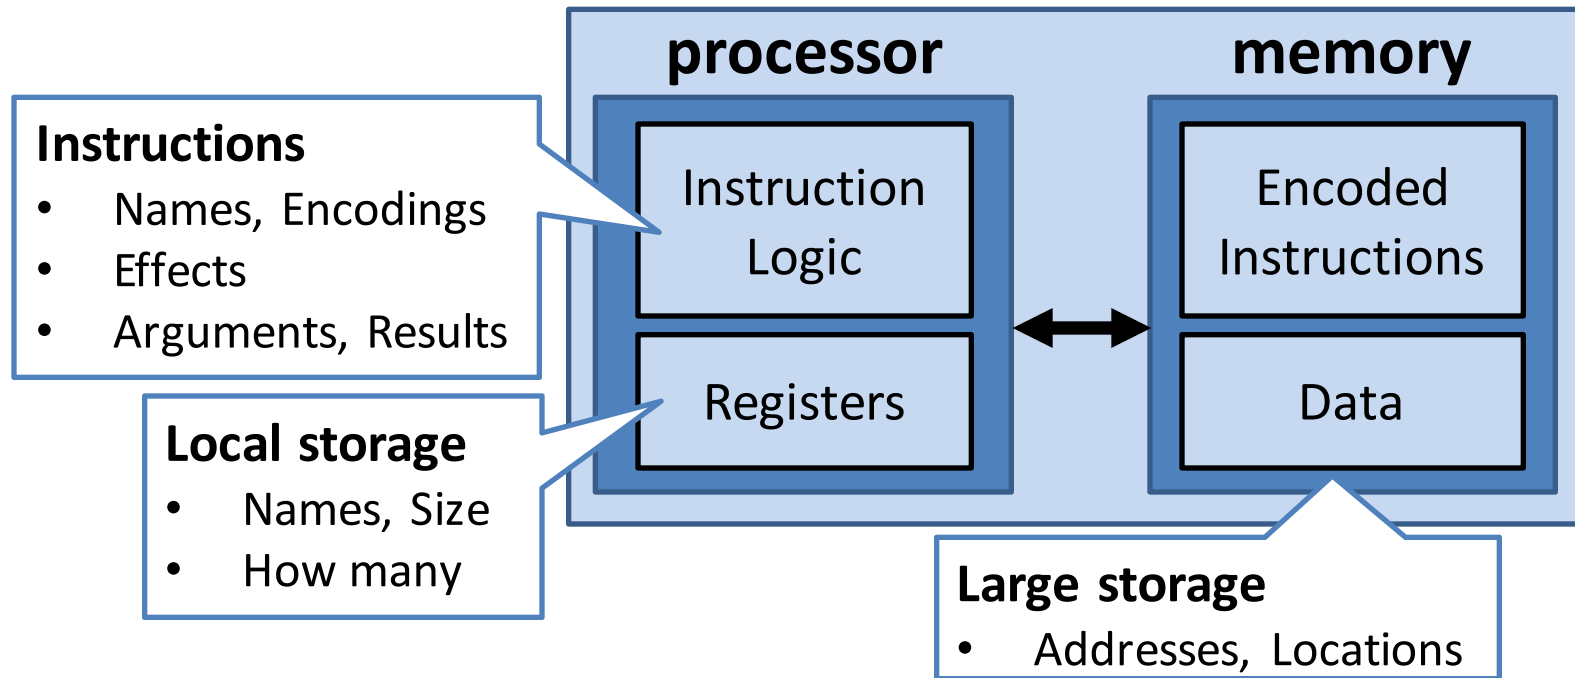 processor
memory
Instructions
• Names, Encodings
• Effects
• Arguments, Results
Instruction
Logic
Encoded
Instructions
Registers
Data
Local storage
• Names, Size
• How many
Large storage
• Addresses, Locations